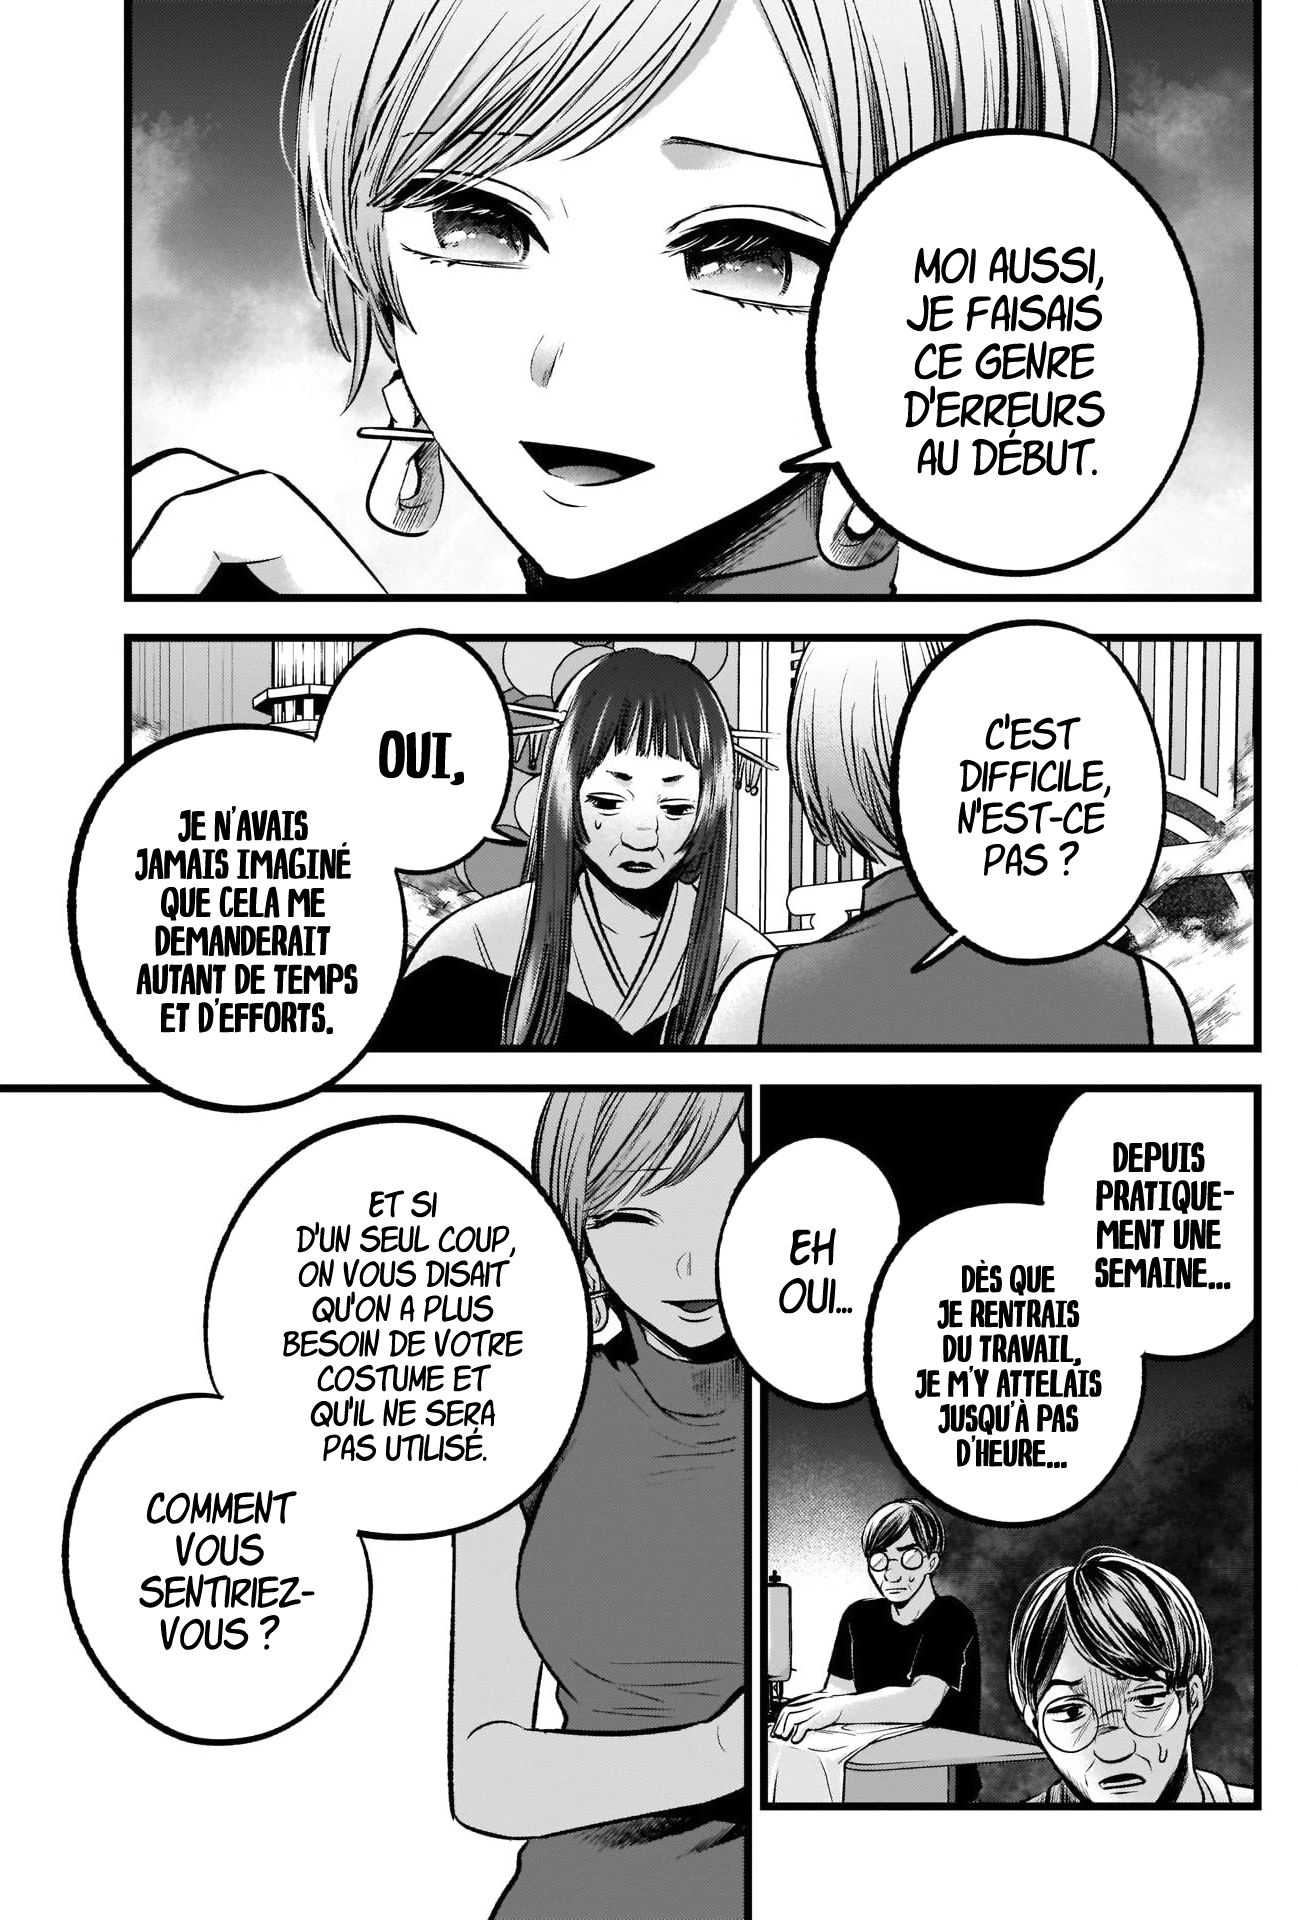 MOI AUSSI,
JE FAISAIS
CE GENRE
D'ERREURS
AU DÉBUT.
C'EST
DIFFICILE,
N'EST-CE
PAS ?
OUI,
JE N'AVAIS
JAMAIS IMAGINÉ
QUE CELA ME
DEMANDERAIT
AUTANT DE TEMPS
ET D'EFFORTS.
DEPUIS
PRATIQUE-
MENT UNE
SEMAINE...
DÈS QUE
JE RENTRAIS
DU TRAVAIL,
JE M'Y ATTELAIS
JUSQU'À PAS
D'HEURE...
EH
OUI...
ET SI
D'UN SEUL COUP,
ON VOUS DISAIT
QU'ON A PLUS
BESOIN DE VOTRE
COSTUME ET
QU'IL NE SERA
PAS UTILISÉ.
COMMENT
VOUS
SENTIRIEZ-
VOUS ?